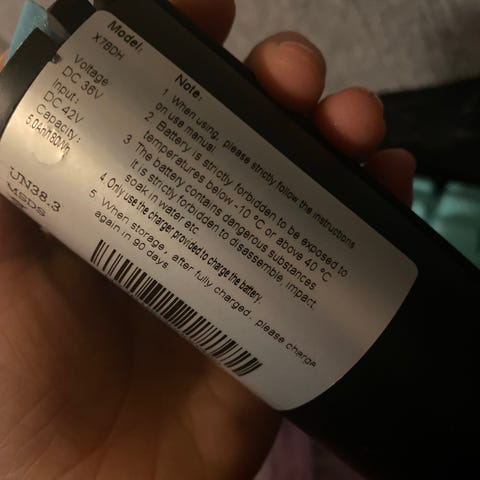 Model:
X7BDH
Voltage
DC 36V
Input:
DC 42V
Capacity:
UN38.3
MSDS
Note:
1. When using, please strictly follow the instructions
on use manual.
2. Battery is strictly forbidden to be exposed to
temperatures below -10 °C or above 40 °C
3. The battery contains dangerous substances
it is strictly forbidden to disassemble, impact,
soak in water etc.
4. Only use the charger provided to charge the battery.
5. When storage, after fully charged, please charge
again in 90 days